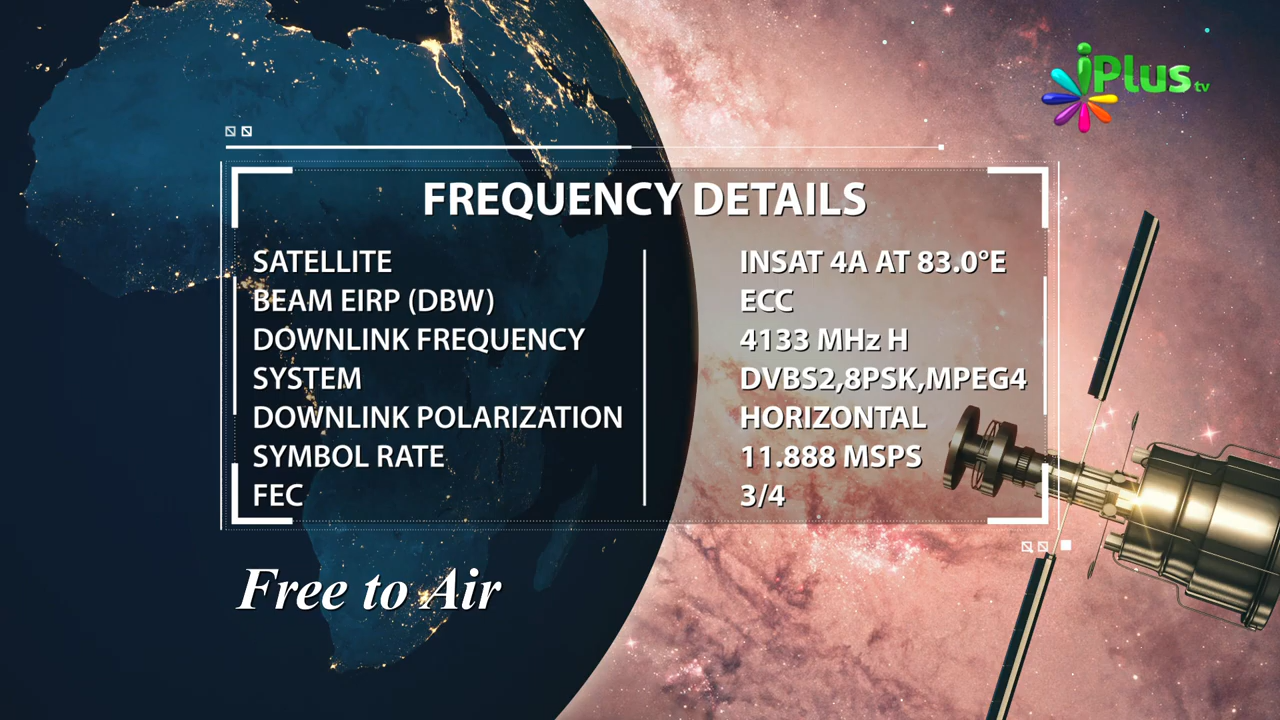 iPlus tv
FREQUENCY DETAILS
SATELLITE INSAT 4A AT 83.0°E
BEAM EIRP (DBW) ECC
DOWNLINK FREQUENCY 4133 MHz H
SYSTEM DVBS2,8PSK,MPEG4
DOWNLINK POLARIZATION HORIZONTAL
SYMBOL RATE 11.888 MSPS
FEC 3/4
Free to Air